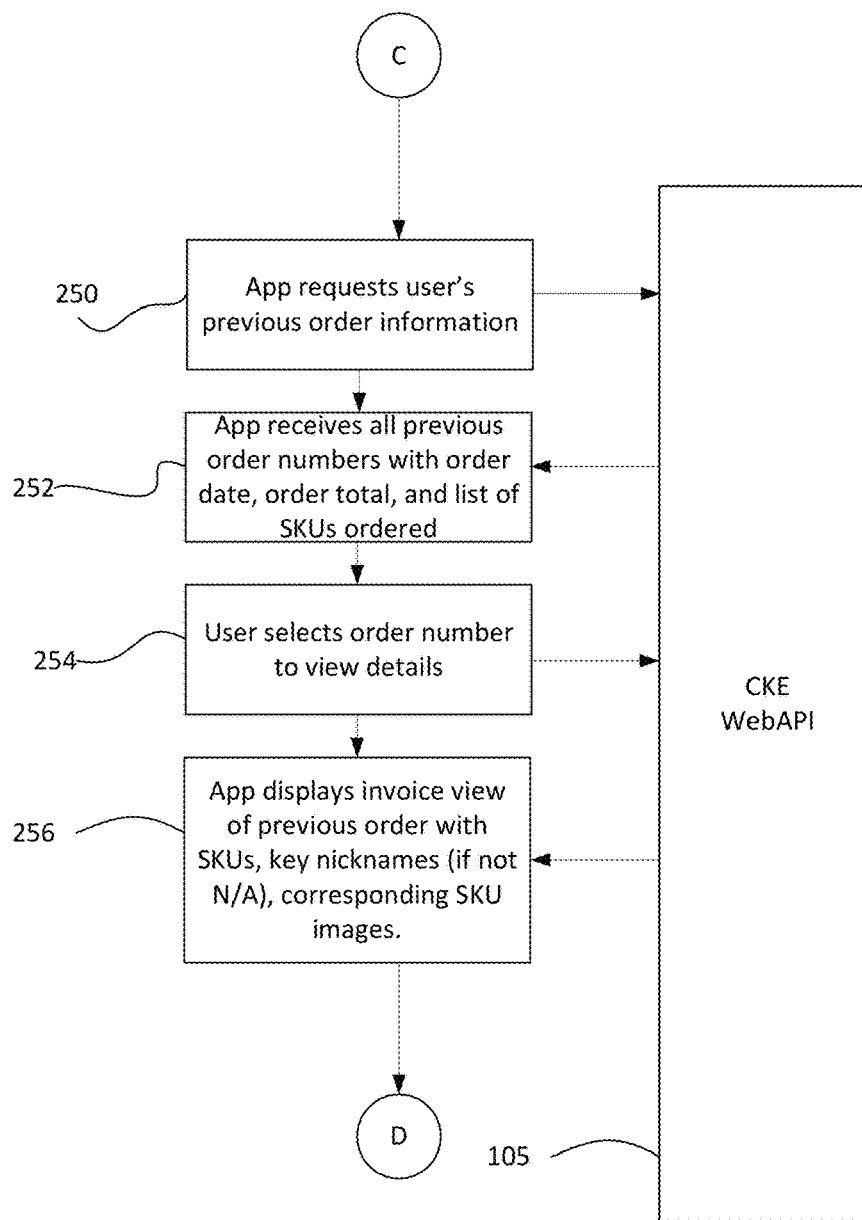 C
250
App requests user's
previous order information
252
App receives all previous
order numbers with order
date, order total, and list of
SKUs ordered
254
User selects order number
to view details
CKE
WebAPI
256
App displays invoice view
of previous order with
SKUs, key nicknames (if not
N/A), corresponding SKU
images.
D
105